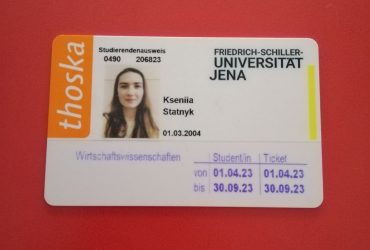 thoska
Studierendenausweis
0490 206823
FRIEDRICH-SCHILLER-
UNIVERSITÄT
JENA
Kseniia
Statnyk
01.03.2004
Wirtschaftswissenschaften
Student/in Ticket
von 01.04.23 01.04.23
bis 30.09.23 30.09.23